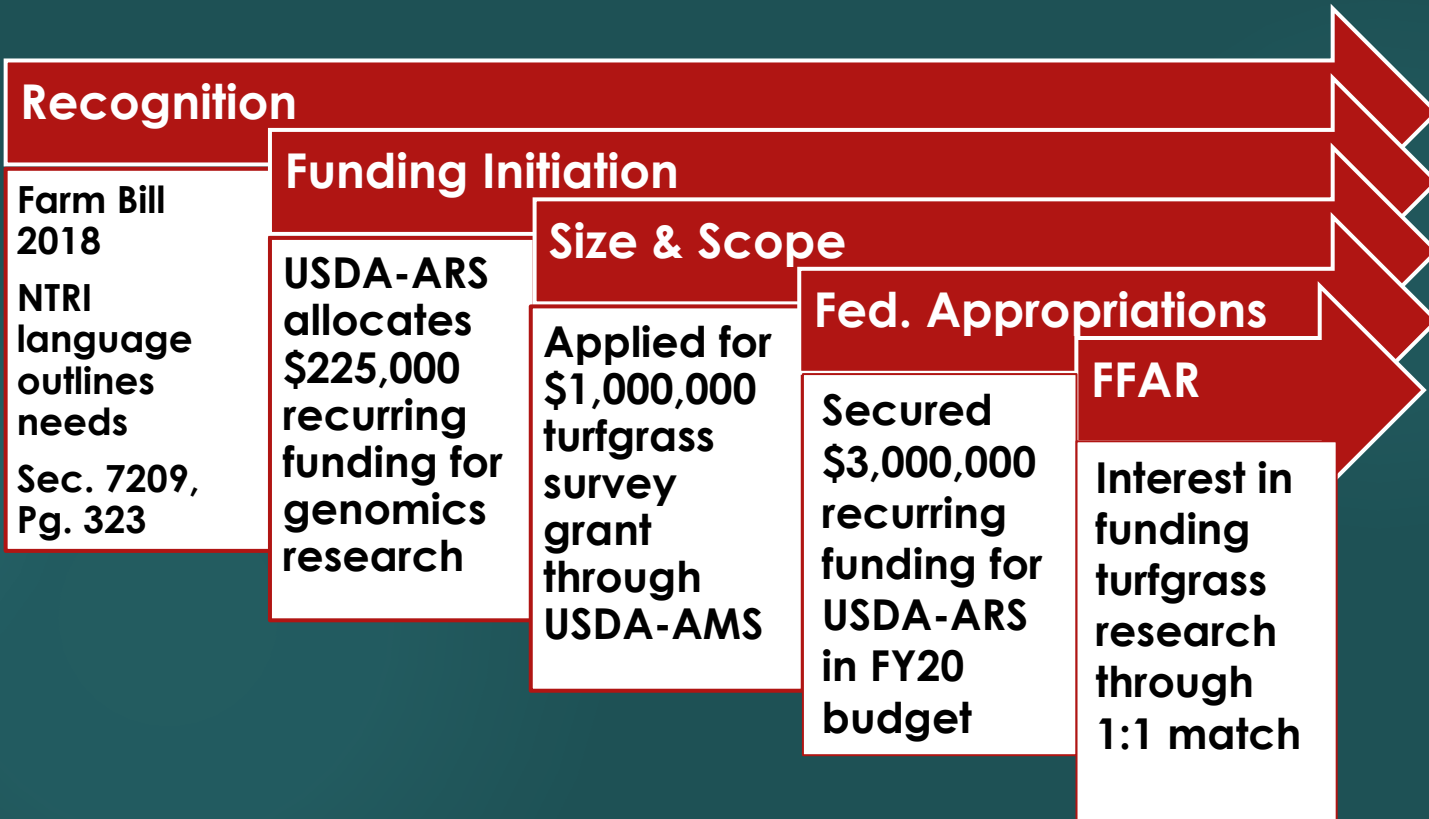 Recognition
Farm Bill
2018
NTRI
language
outlines
needs
Sec. 7209,
Pg. 323
Funding Initiation
USDA-ARS
allocates
$225,000
recurring
funding for
genomics
research
Size & Scope
Applied for
$1,000,000
turfgrass
survey
grant
through
USDA-AMS
Fed. Appropriations
Secured
$3,000,000
recurring
funding for
USDA-ARS
in FY20
budget
FFAR
Interest in
funding
turfgrass
research
through
1:1 match